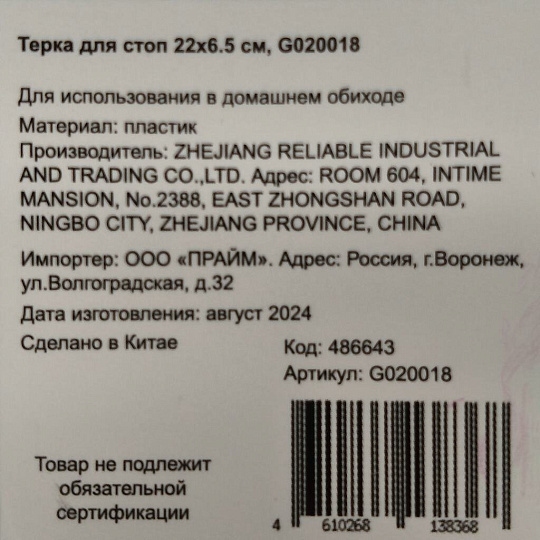 Терка для стоп 22х6.5 см, G020018
Для использования в домашнем обиходе
Материал: пластик
Производитель: ZHEJIANG RELIABLE INDUSTRIAL
AND TRADING CO.,LTD. Адрес: ROOM 604, INTIME
MANSION, No.2388, EAST ZHONGSHAN ROAD,
NINGBO CITY, ZHEJIANG PROVINCE, CHINA
Импортер: ООО «ПРАЙМ». Адрес: Россия, г.Воронеж,
ул.Волгоградская, д.32
Дата изготовления: август 2024
Сделано в Китае
Код: 486643
Артикул: G020018
Товар не подлежит
обязательной
сертификации
4 610268 138368